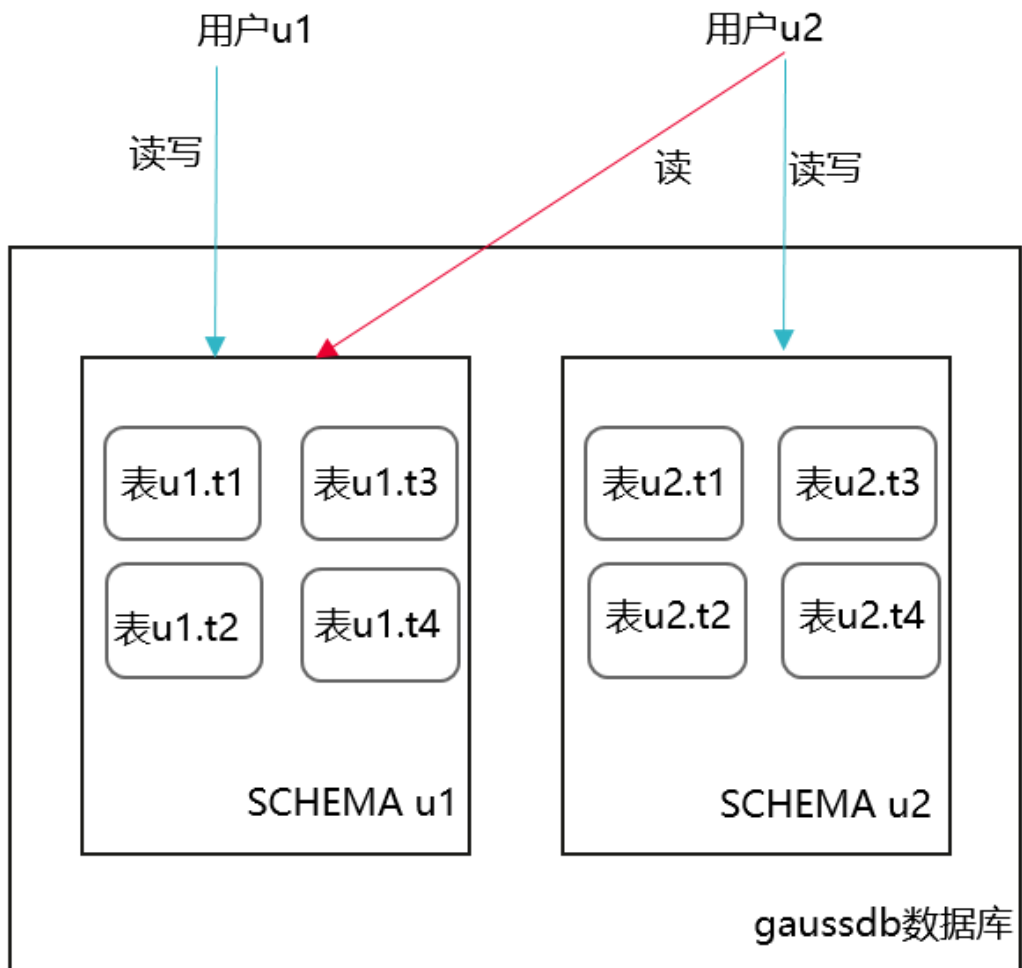 用户u1
用户u2
读写
读
读写
表u1.t1
表u1.t3
表u2.t1
表u2.t3
表u1.t2
表u1.t4
表u2.t2
表u2.t4
SCHEMA u1
SCHEMA u2
gaussdb数据库